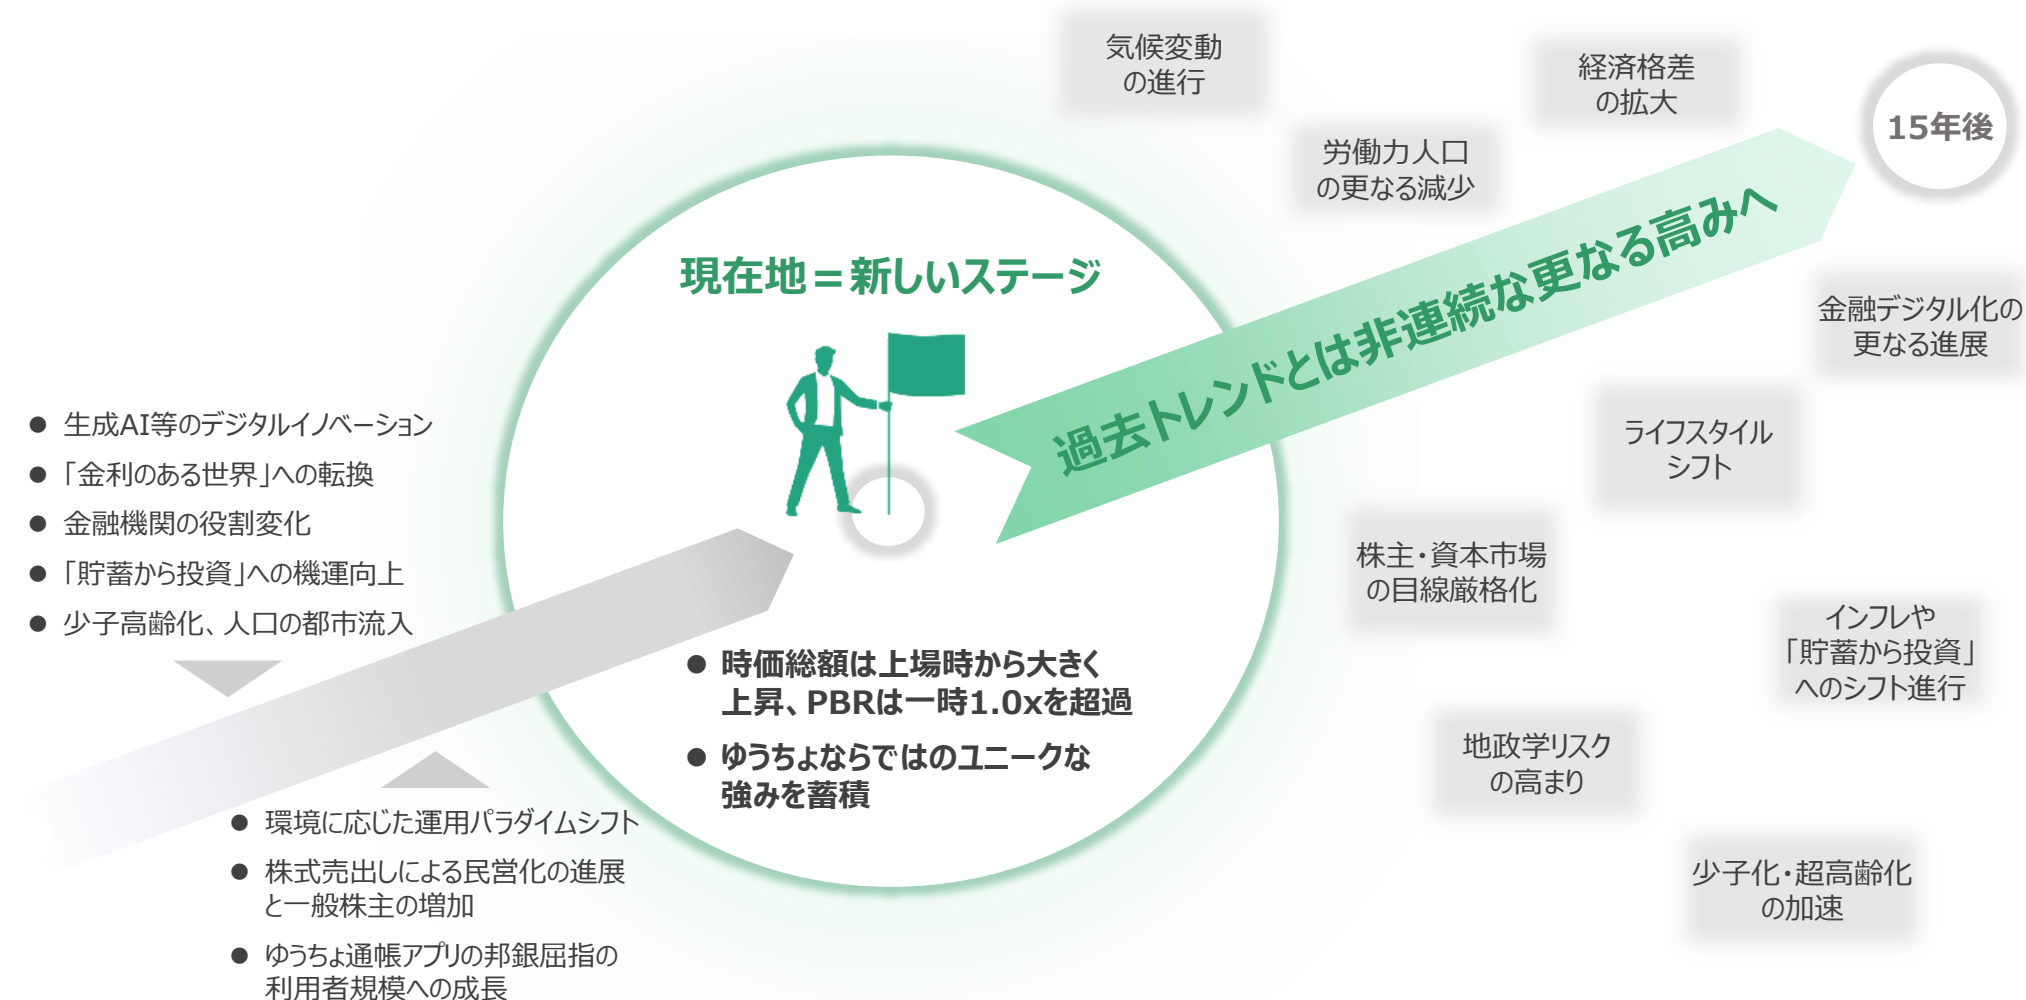 気候変動
の進行
経済格差
の拡大
15年後
労働力人口
の更なる減少
過去トレンドとは非連続な更なる高みへ
現在地＝新しいステージ
金融デジタル化の
更なる進展
ライフスタイル
シフト
● 生成AI等のデジタルイノベーション
● 「金利のある世界」への転換
● 金融機関の役割変化
● 「貯蓄から投資」への機運向上
● 少子高齢化、人口の都市流入
株主・資本市場
の目線厳格化
インフレや
「貯蓄から投資」
へのシフト進行
● 時価総額は上場時から大きく
上昇、PBRは一時1.0xを超過
● ゆうちょならではのユニークな
強みを蓄積
地政学リスク
の高まり
● 環境に応じた運用パラダイムシフト
● 株式売出しによる民営化の進展
と一般株主の増加
● ゆうちょ通帳アプリの邦銀屈指の
利用者規模への成長
少子化・超高齢化
の加速